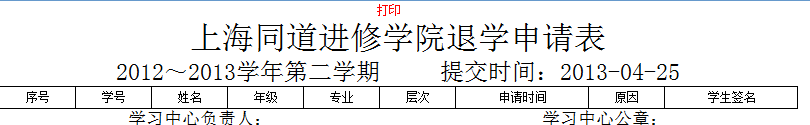 打印
上海同道进修学院退学申请表
2012～2013学年第二学期 提交时间：2013-04-25
序号 学号 姓名 年级 专业 层次 申请时间 原因 学生签名
学习中心负责人： 学习中心公章：